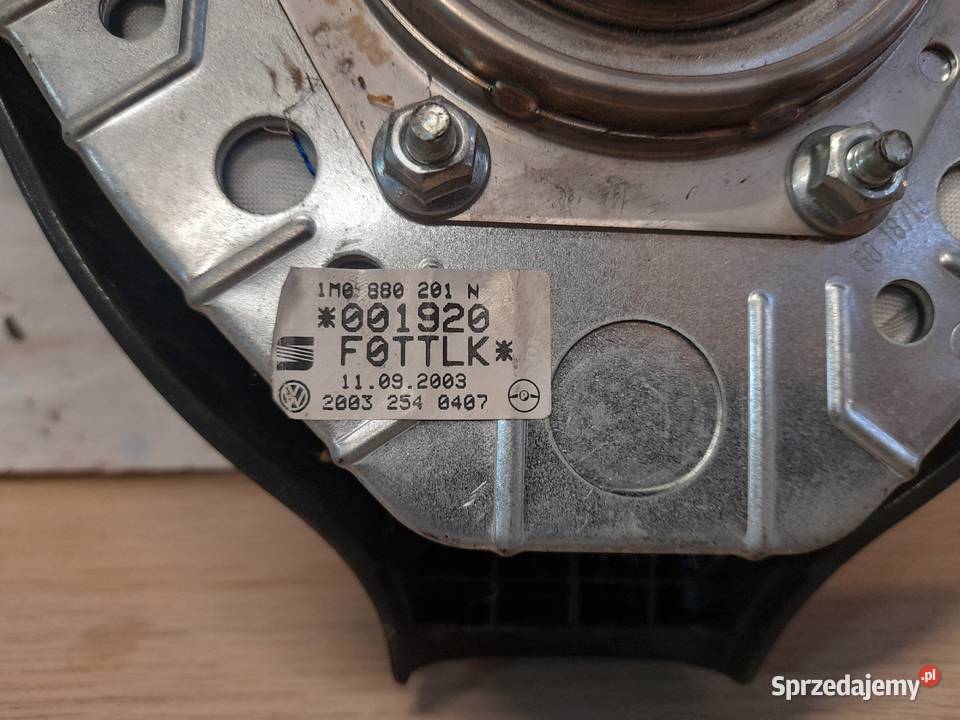 1M0 880 201 N
*001920
F0TTLK*
11.09.2003
2003 254 0407
Sprzedajemy.pl